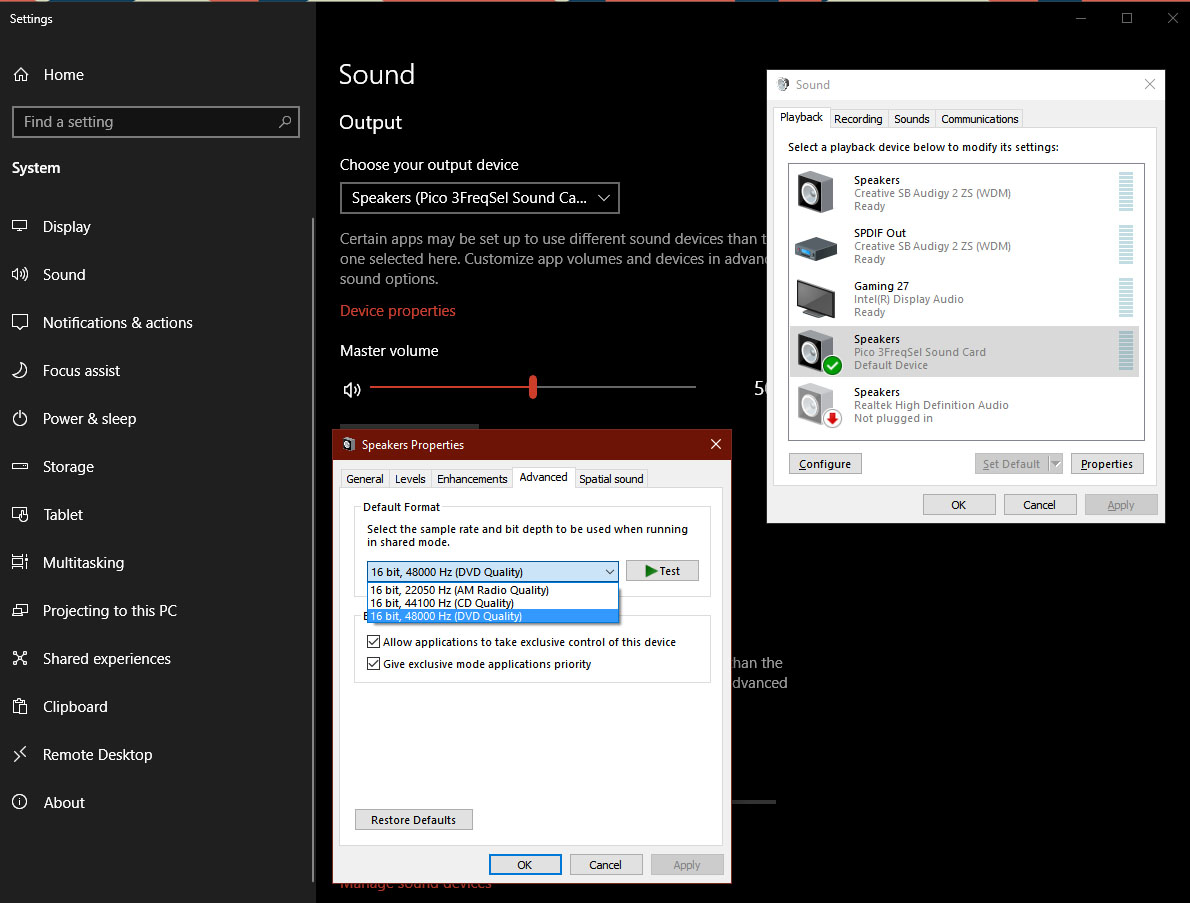 Settings
Home
Find a setting
System
Display
Sound
Notifications & actions
Focus assist
Power & sleep
Storage
Tablet
Multitasking
Projecting to this PC
Shared experiences
Clipboard
Remote Desktop
About
Sound
Output
Choose your output device
Speakers (Pico 3FreqSel Sound Ca...
Certain apps may be set up to use different sound devices than t
one selected here. Customize app volumes and devices in advan
sound options.
Device properties
Master volume
5
han the
dvanced
Manage sound devices
Sound
Playback
Recording
Sounds
Communications
Select a playback device below to modify its settings:
Speakers
Creative SB Audigy 2 ZS (WDM)
Ready
SPDIF Out
Creative SB Audigy 2 ZS (WDM)
Ready
Gaming 27
Intel(R) Display Audio
Ready
Speakers
Pico 3FreqSel Sound Card
Default Device
Speakers
Realtek High Definition Audio
Not plugged in
Configure
Set Default
Properties
OK
Cancel
Apply
Speakers Properties
General
Levels
Enhancements
Advanced
Spatial sound
Default Format
Select the sample rate and bit depth to be used when running
in shared mode.
16 bit, 48000 Hz (DVD Quality)
Test
16 bit, 22050 Hz (AM Radio Quality)
16 bit, 44100 Hz (CD Quality)
16 bit, 48000 Hz (DVD Quality)
Allow applications to take exclusive control of this device
Give exclusive mode applications priority
Restore Defaults
OK
Cancel
Apply